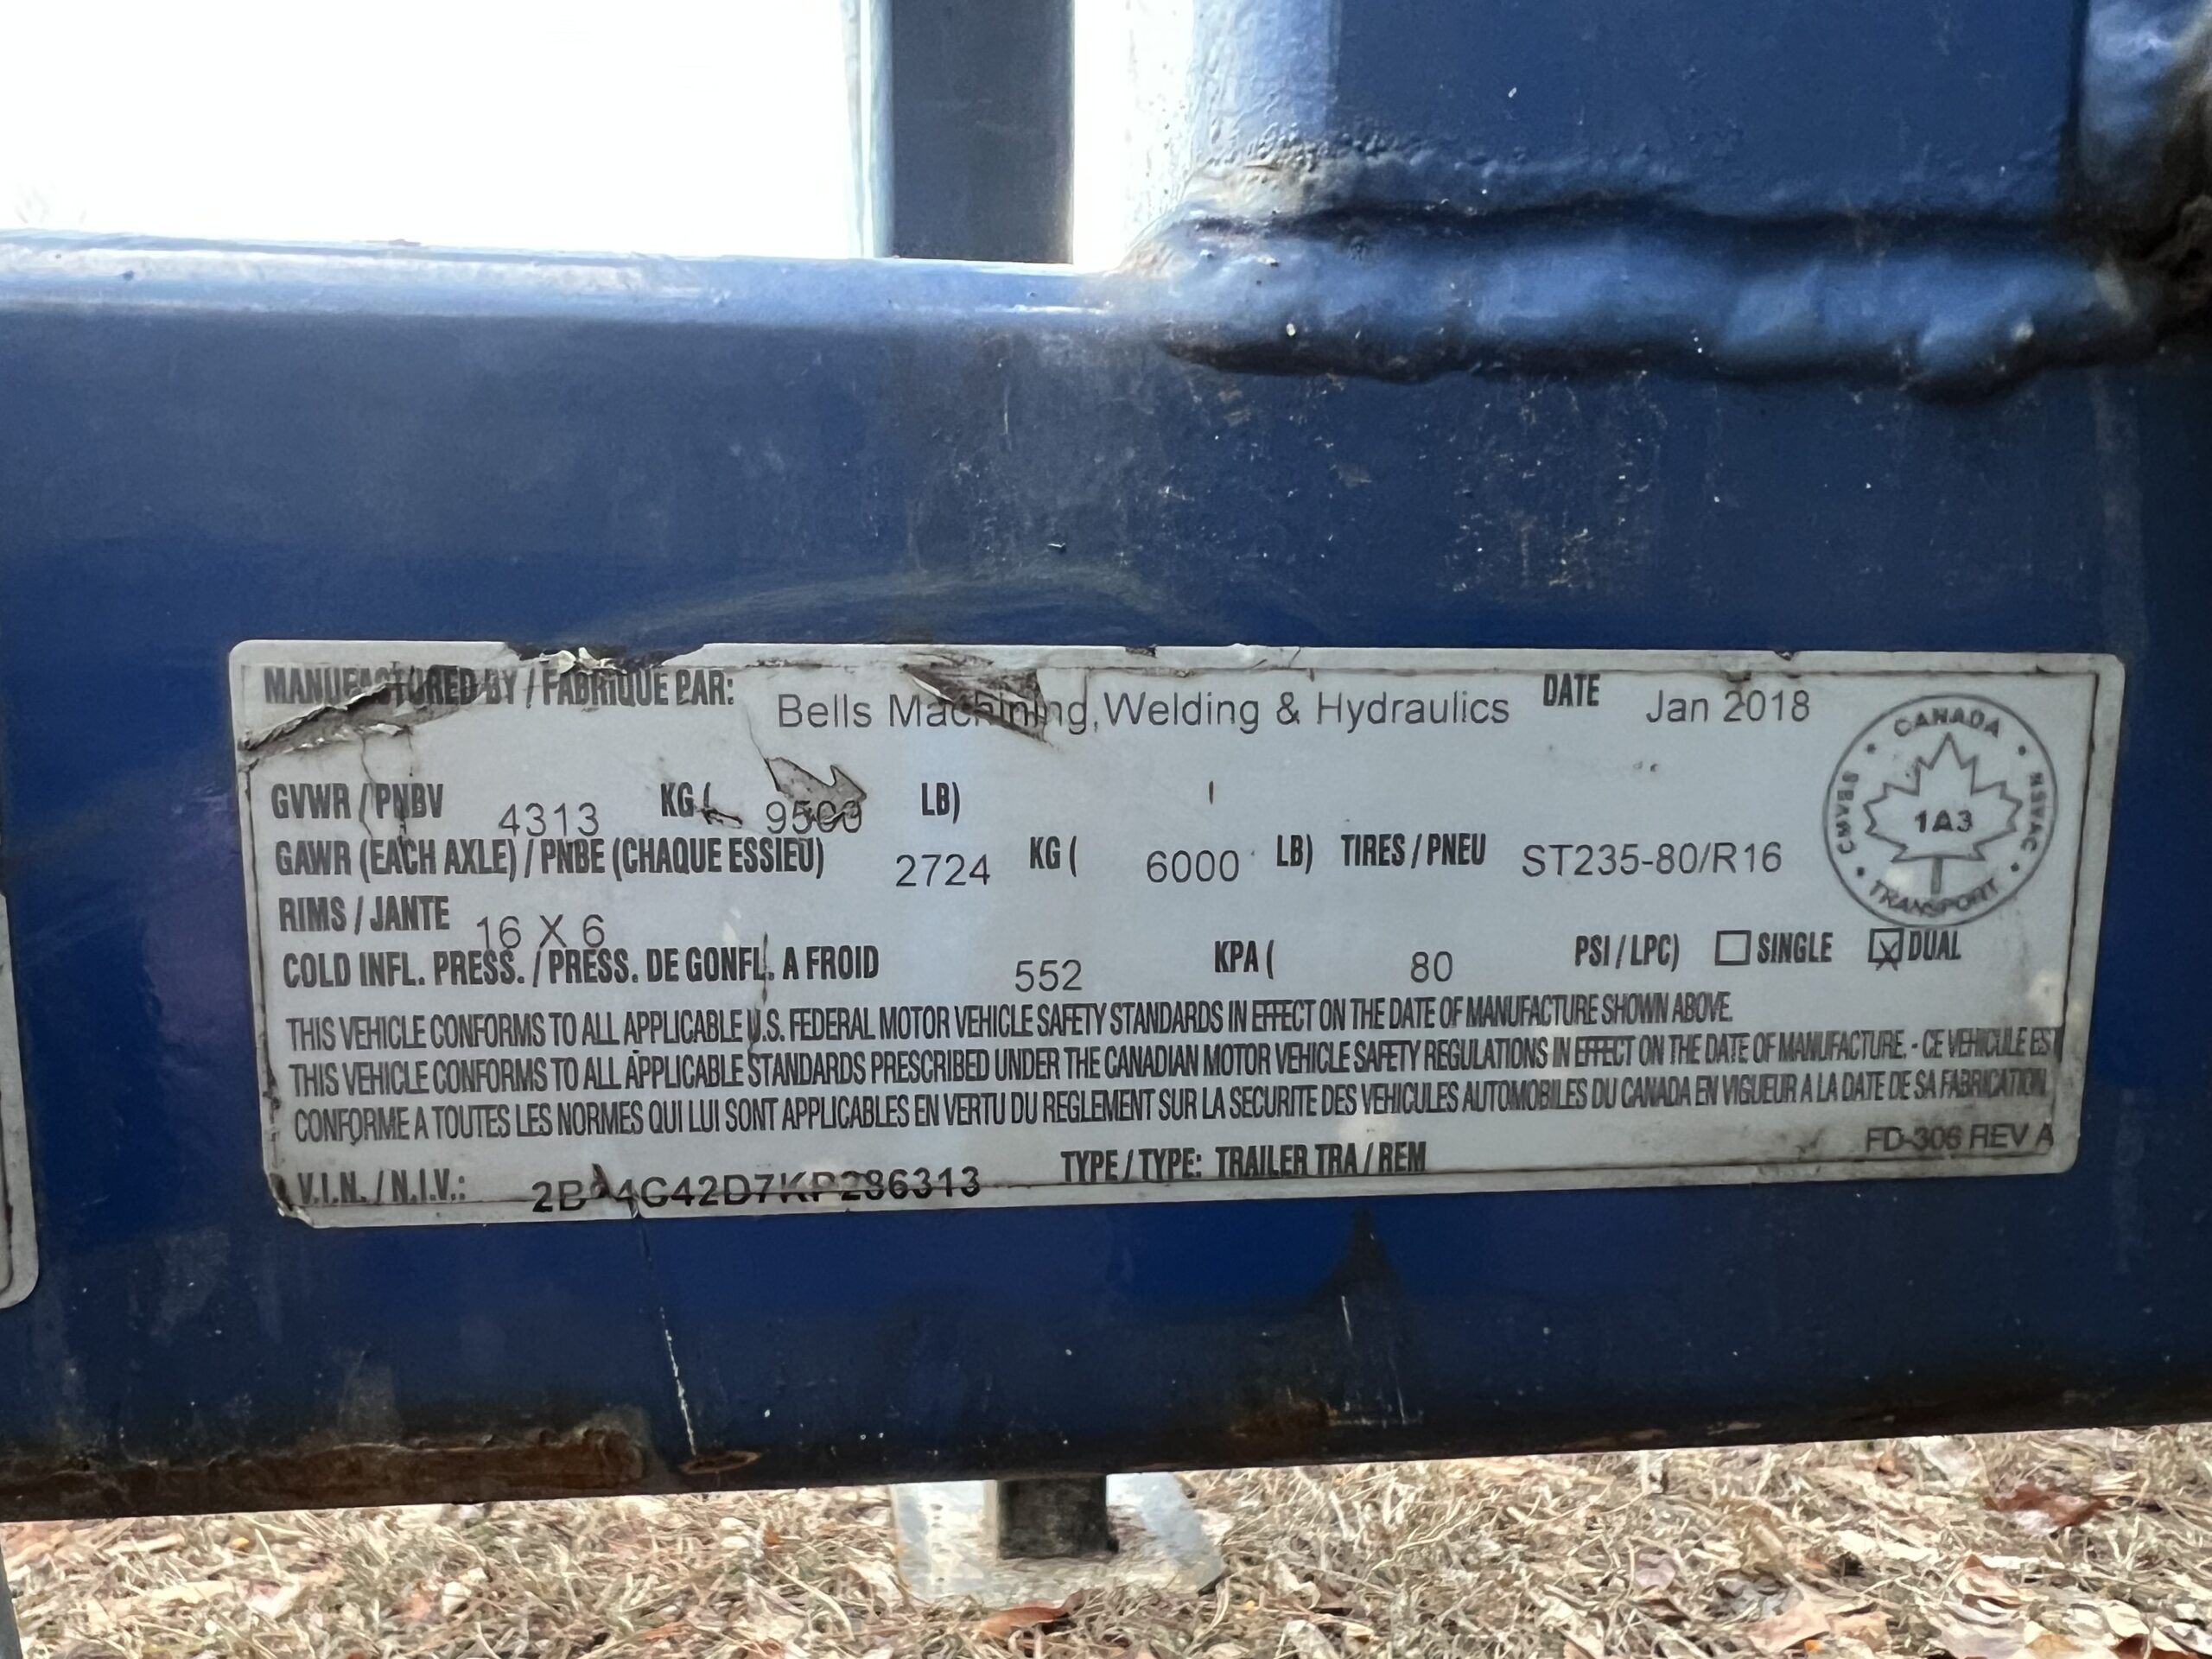 MANUFACTURED BY / FABRIQUE PAR: Bells Machining, Welding & Hydraulics DATE Jan 2018
GVWR / PNBV 4313 KG ( 9500 LB)
GAWR (EACH AXLE) / PNBE (CHAQUE ESSIEU) 2724 KG ( 6000 LB) TIRES / PNEU ST235-80/R16
RIMS / JANTE 16 X 6
COLD INFL. PRESS. / PRESS. DE GONFL. A FROID 552 KPA ( 80 PSI / LPC) SINGLE DUAL
THIS VEHICLE CONFORMS TO ALL APPLICABLE U.S. FEDERAL MOTOR VEHICLE SAFETY STANDARDS IN EFFECT ON THE DATE OF MANUFACTURE SHOWN ABOVE.
THIS VEHICLE CONFORMS TO ALL APPLICABLE STANDARDS PRESCRIBED UNDER THE CANADIAN MOTOR VEHICLE SAFETY REGULATIONS IN EFFECT ON THE DATE OF MANUFACTURE. - CE VEHICULE EST
CONFORME A TOUTES LES NORMES QUI LUI SONT APPLICABLES EN VERTU DU REGLEMENT SUR LA SECURITE DES VEHICULES AUTOMOBILES DU CANADA EN VIGUEUR A LA DATE DE SA FABRICATION.
FD-306 REV A
V.I.N. / N.I.V.: TYPE / TYPE: TRAILER TRA / REM
CANADA
CMVSS
NSVAC
1A3
TRANSPORT